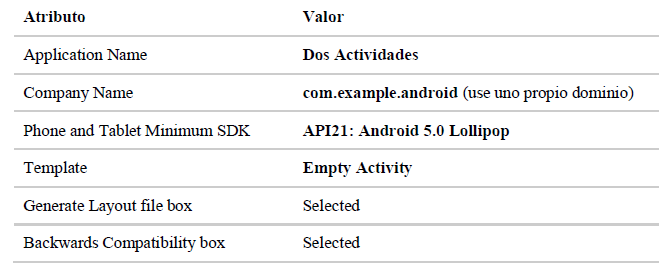 Atributo Valor
Application Name Dos Actividades
Company Name com.example.android (use uno propio dominio)
Phone and Tablet Minimum SDK API21: Android 5.0 Lollipop
Template Empty Activity
Generate Layout file box Selected
Backwards Compatibility box Selected